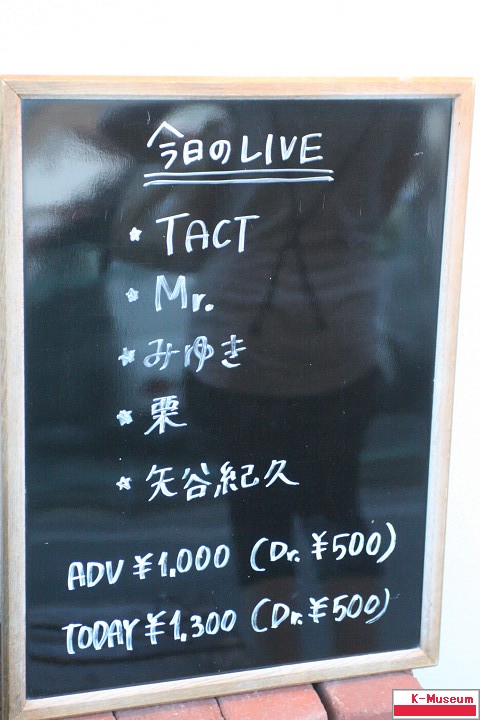 今日のLIVE
☆ TACT
☆ Mr.
☆ みゆき
☆ 栗
☆ 矢谷紀久
ADV ¥1.000 (Dr. ¥500)
TODAY ¥1.300 (Dr. ¥500)
K-Museum